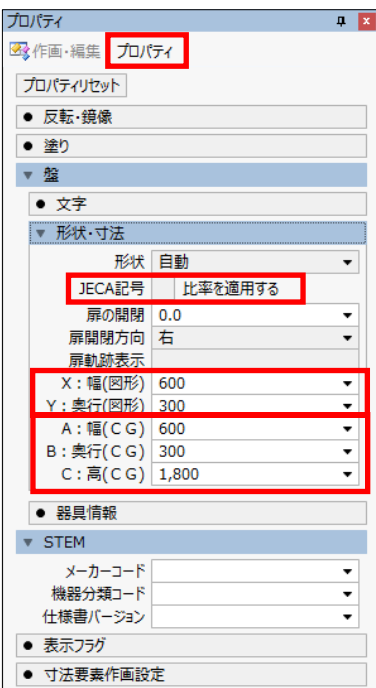 プロパティ
作画・編集 プロパティ
プロパティリセット
● 反転・鏡像
● 塗り
▼ 盤
● 文字
▼ 形状・寸法
形状 自動
JECA記号 比率を適用する
扉の開閉 0.0
扉開閉方向 右
扉軌跡表示
X：幅(図形) 600
Y：奥行(図形) 300
A：幅(ＣＧ) 600
B：奥行(ＣＧ) 300
C：高(ＣＧ) 1,800
● 器具情報
▼ STEM
メーカーコード
機器分類コード
仕様書バージョン
● 表示フラグ
● 寸法要素作画設定